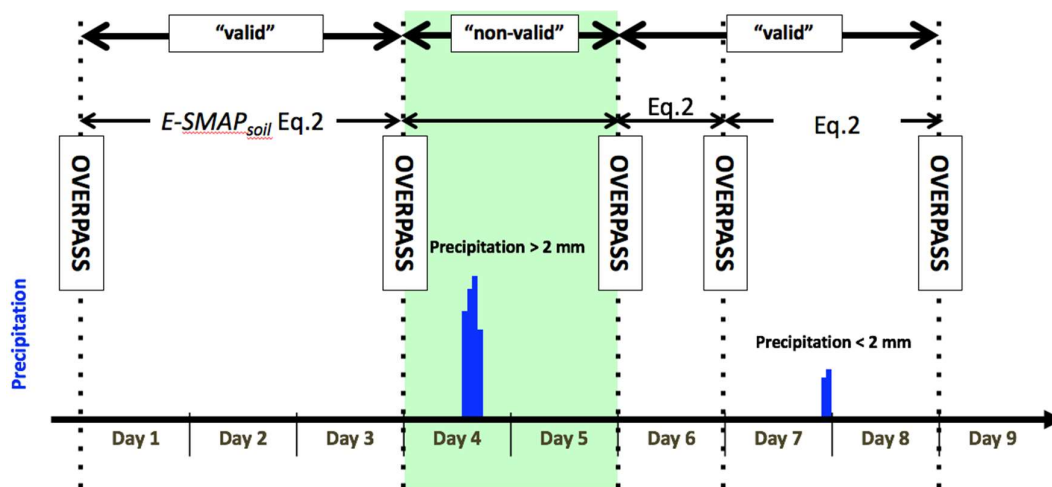 “valid”
“non-valid”
“valid”
E-SMAPsoil Eq.2
Eq.2
Eq.2
OVERPASS
OVERPASS
OVERPASS
OVERPASS
OVERPASS
Precipitation > 2 mm
Precipitation < 2 mm
Precipitation
Day 1
Day 2
Day 3
Day 4
Day 5
Day 6
Day 7
Day 8
Day 9